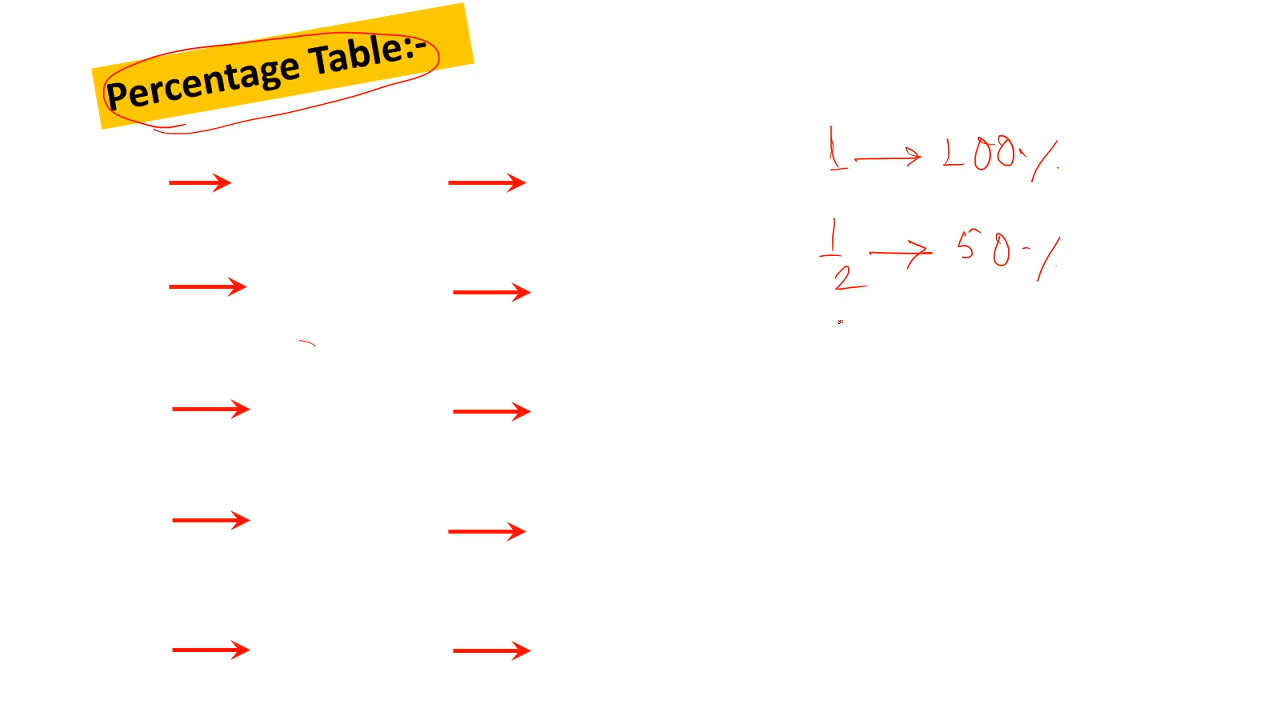 Percentage Table:-
1 → 100%
1/2 → 50%